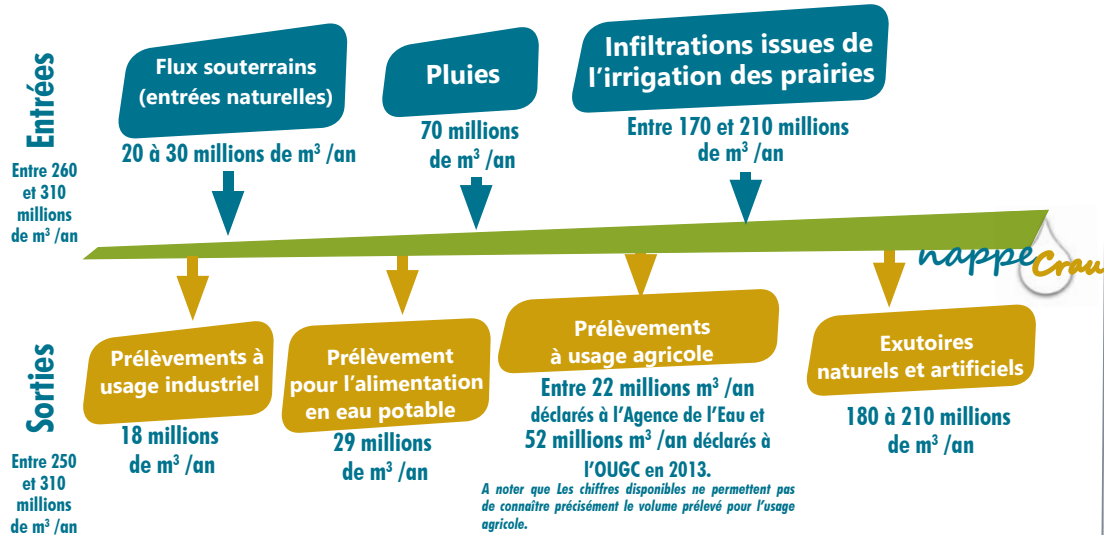 Entrées
Entre 260
et 310
millions
de m³ /an
Flux souterrains
(entrées naturelles)
20 à 30 millions de m³ /an
Pluies
70 millions
de m³ /an
Infiltrations issues de
l'irrigation des prairies
Entre 170 et 210 millions
de m³ /an
nappe Crau
Sorties
Entre 250
et 310
millions
de m³ /an
Prélèvements à
usage industriel
18 millions
de m³ /an
Prélèvement
pour l'alimentation
en eau potable
29 millions
de m³ /an
Prélèvements
à usage agricole
Entre 22 millions m³ /an
déclarés à l'Agence de l'Eau et
52 millions m³ /an déclarés à
l'OUGC en 2013.
A noter que Les chiffres disponibles ne permettent pas
de connaître précisément le volume prélevé pour l'usage
agricole.
Exutoires
naturels et artificiels
180 à 210 millions
de m³ /an